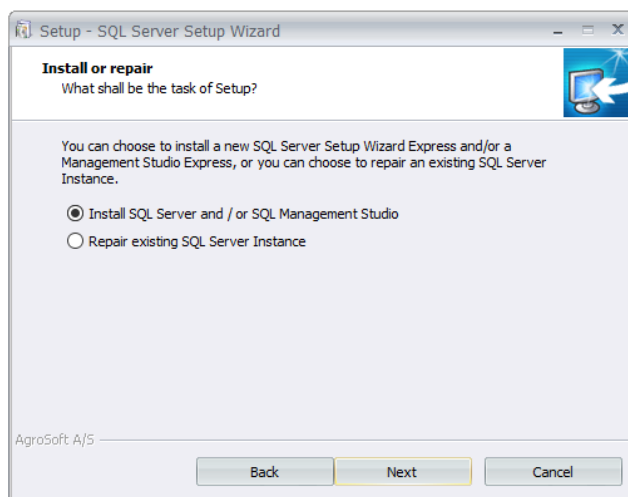 Setup - SQL Server Setup Wizard
Install or repair
What shall be the task of Setup?
You can choose to install a new SQL Server Setup Wizard Express and/or a
Management Studio Express, or you can choose to repair an existing SQL Server
Instance.
Install SQL Server and / or SQL Management Studio
Repair existing SQL Server Instance
AgroSoft A/S
Back Next Cancel